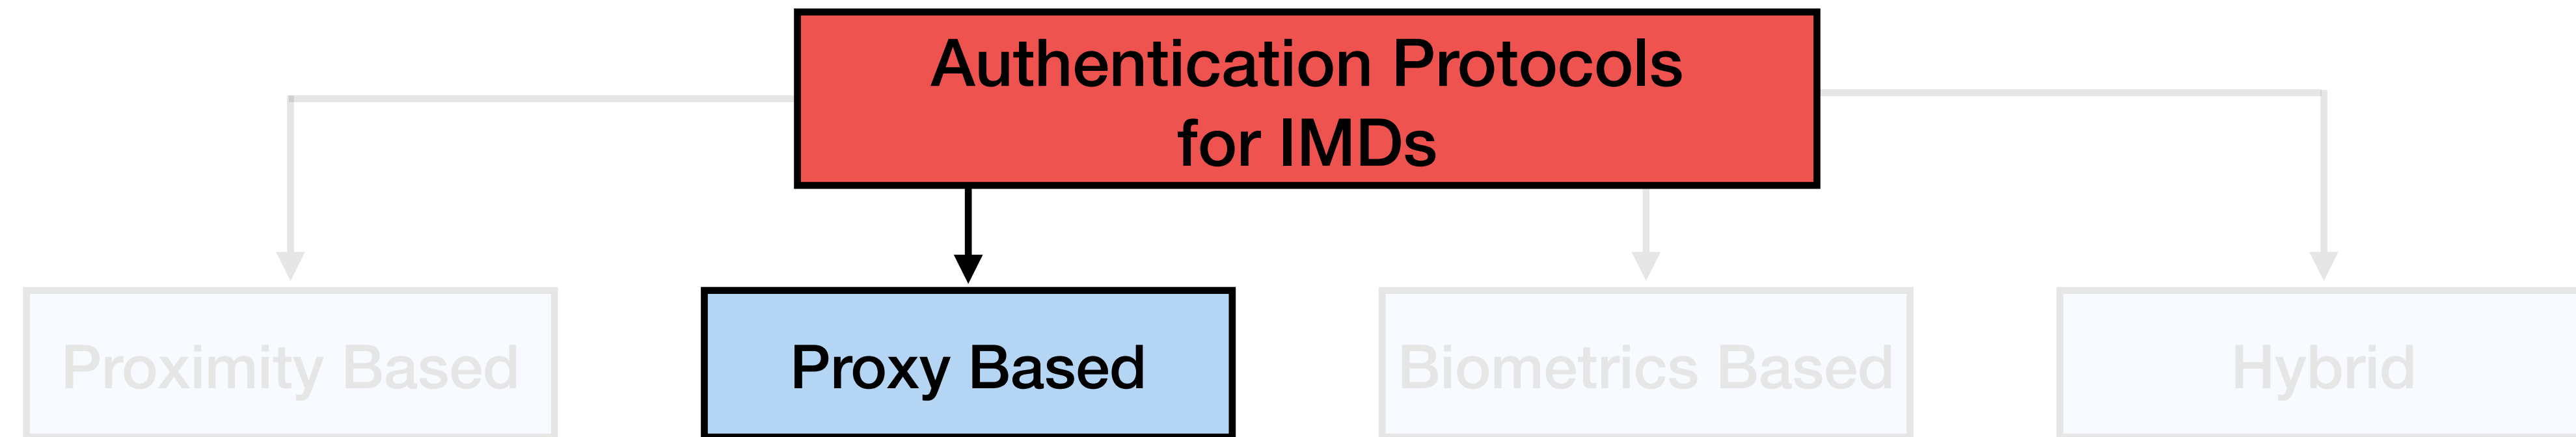 Authentication Protocols
for IMDs
Proximity Based
Proxy Based
Biometrics Based
Hybrid